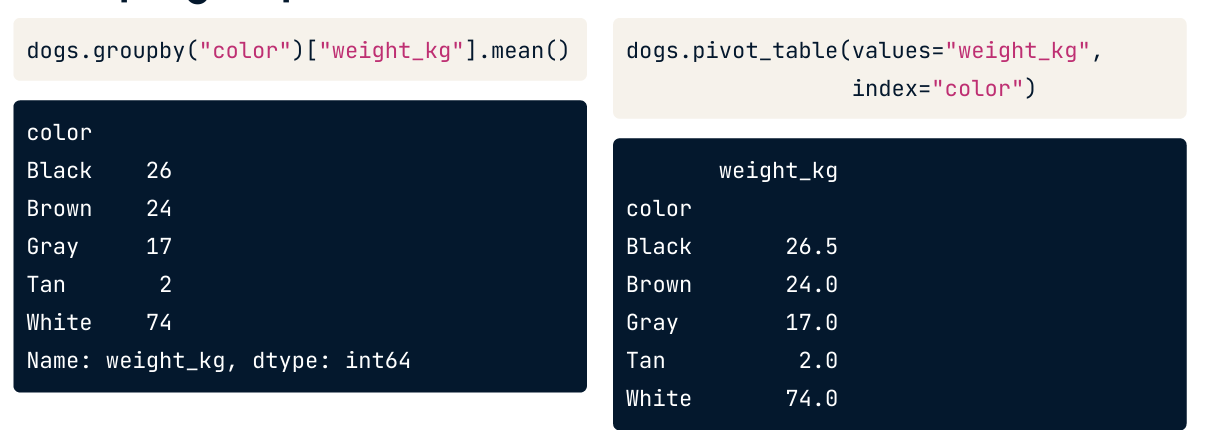 dogs.groupby("color")["weight_kg"].mean()
color
Black    26
Brown    24
Gray     17
Tan       2
White    74
Name: weight_kg, dtype: int64
dogs.pivot_table(values="weight_kg",
                 index="color")
       weight_kg
color
Black       26.5
Brown       24.0
Gray        17.0
Tan          2.0
White       74.0